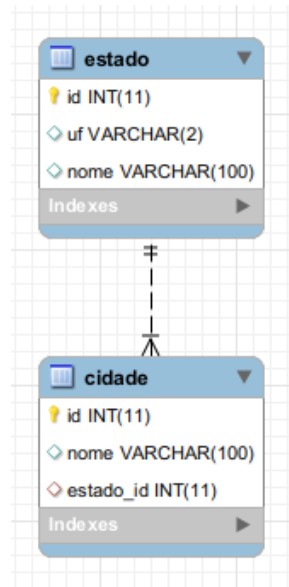 estado
id INT(11)
uf VARCHAR(2)
nome VARCHAR(100)
Indexes
cidade
id INT(11)
nome VARCHAR(100)
estado_id INT(11)
Indexes